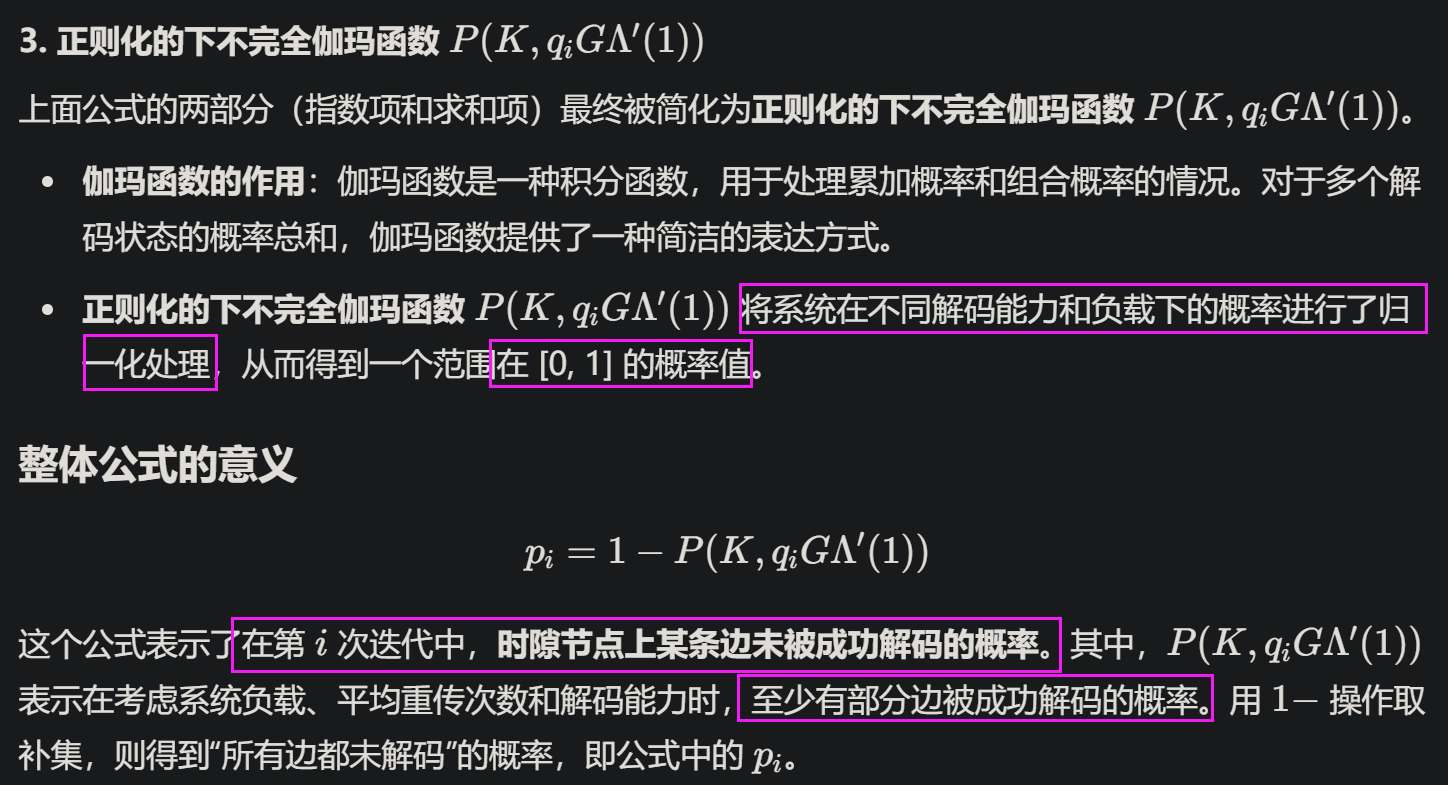 3. 正则化的下不完全伽玛函数 P(K, q_iGΛ′(1))
上面公式的两部分（指数项和求和项）最终被简化为正则化的下不完全伽玛函数 P(K, q_iGΛ′(1))。
• 伽玛函数的作用：伽玛函数是一种积分函数，用于处理累加概率和组合概率的情况。对于多个解
码状态的概率总和，伽玛函数提供了一种简洁的表达方式。
• 正则化的下不完全伽玛函数 P(K, q_iGΛ′(1)) 将系统在不同解码能力和负载下的概率进行了归
一化处理，从而得到一个范围在 [0, 1] 的概率值。
整体公式的意义
p_i = 1 − P(K, q_iGΛ′(1))
这个公式表示了在第 i 次迭代中，时隙节点上某条边未被成功解码的概率。其中，P(K, q_iGΛ′(1))
表示在考虑系统负载、平均重传次数和解码能力时，至少有部分边被成功解码的概率。用 1− 操作取
补集，则得到“所有边都未解码”的概率，即公式中的 p_i。